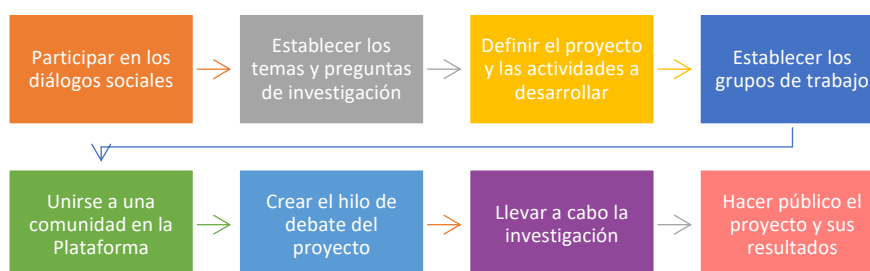 Participar en los
diálogos sociales
Establecer los
temas y preguntas
de investigación
Definir el proyecto
y las actividades a
desarrollar
Establecer los
grupos de trabajo
Unirse a una
comunidad en la
Plataforma
Crear el hilo de
debate del
proyecto
Llevar a cabo la
investigación
Hacer público el
proyecto y sus
resultados